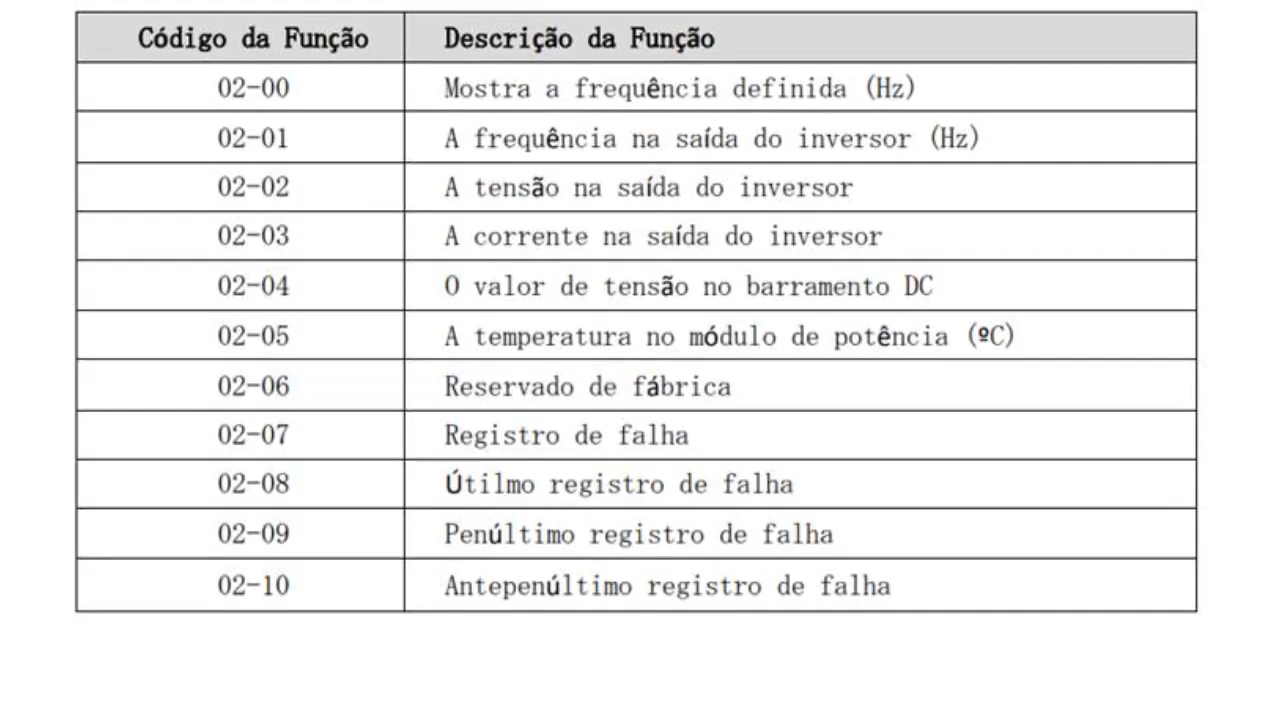 Código da Função Descrição da Função
02-00 Mostra a frequência definida (Hz)
02-01 A frequência na saída do inversor (Hz)
02-02 A tensão na saída do inversor
02-03 A corrente na saída do inversor
02-04 O valor de tensão no barramento DC
02-05 A temperatura no módulo de potência (ºC)
02-06 Reservado de fábrica
02-07 Registro de falha
02-08 Útilmo registro de falha
02-09 Penúltimo registro de falha
02-10 Antepenúltimo registro de falha